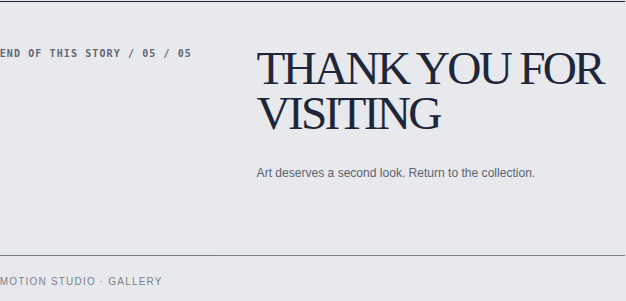 END OF THIS STORY / 05 / 05
THANK YOU FOR
VISITING
Art deserves a second look. Return to the collection.
MOTION STUDIO · GALLERY